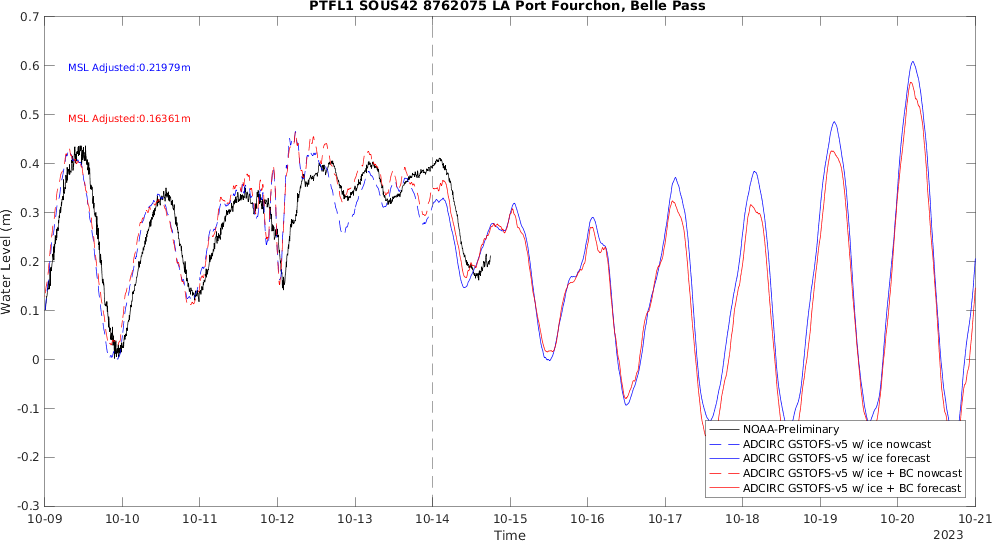 PTFL1 SOUS42 8762075 LA Port Fourchon, Belle Pass
0.7
0.6
0.5
0.4
0.3
0.2
0.1
0
-0.1
-0.2
-0.3
Water Level (m)
MSL Adjusted:0.21979m
MSL Adjusted:0.16361m
NOAA-Preliminary
ADCIRC GSTOFS-v5 w/ ice nowcast
ADCIRC GSTOFS-v5 w/ ice forecast
ADCIRC GSTOFS-v5 w/ ice + BC nowcast
ADCIRC GSTOFS-v5 w/ ice + BC forecast
10-09 10-10 10-11 10-12 10-13 10-14 10-15 10-16 10-17 10-18 10-19 10-20 10-21
Time
2023